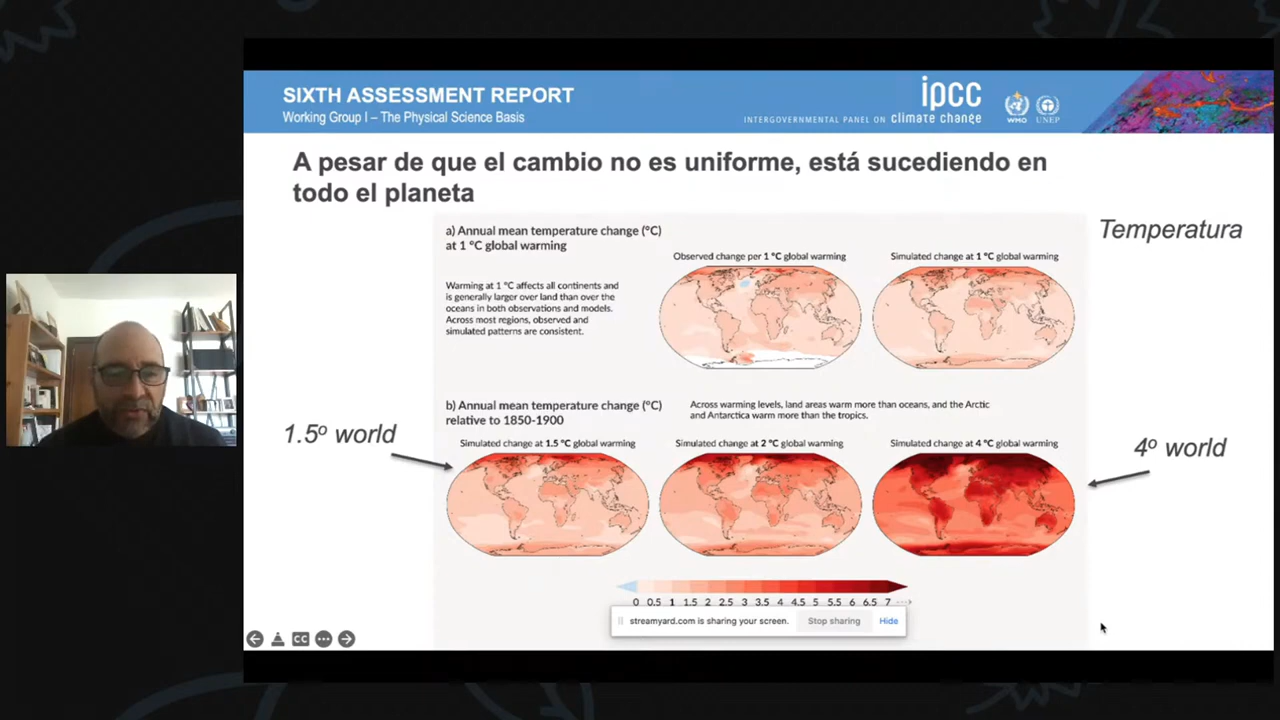 SIXTH ASSESSMENT REPORT
Working Group I – The Physical Science Basis
ipcc
INTERGOVERNMENTAL PANEL ON climate change
WMO
UNEP
A pesar de que el cambio no es uniforme, está sucediendo en
todo el planeta
Temperatura
a) Annual mean temperature change (°C)
at 1 °C global warming
Warming at 1 °C affects all continents and
is generally larger over land than over the
oceans in both observations and models.
Across most regions, observed and
simulated patterns are consistent.
Observed change per 1 °C global warming
Simulated change at 1 °C global warming
b) Annual mean temperature change (°C)
relative to 1850-1900
Across warming levels, land areas warm more than oceans, and the Arctic
and Antarctica warm more than the tropics.
1.5º world
Simulated change at 1.5 °C global warming
Simulated change at 2 °C global warming
Simulated change at 4 °C global warming
4º world
0 0.5 1 1.5 2 2.5 3 3.5 4 4.5 5 5.5 6 6.5 7
streamyard.com is sharing your screen.
Stop sharing
Hide
CC